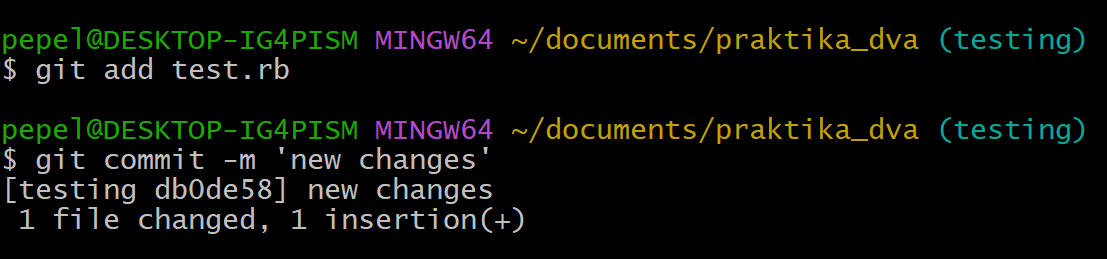 pepel@DESKTOP-IG4PISM MINGW64 ~/documents/praktika_dva (testing)
$ git add test.rb
pepel@DESKTOP-IG4PISM MINGW64 ~/documents/praktika_dva (testing)
$ git commit -m 'new changes'
[testing db0de58] new changes
 1 file changed, 1 insertion(+)